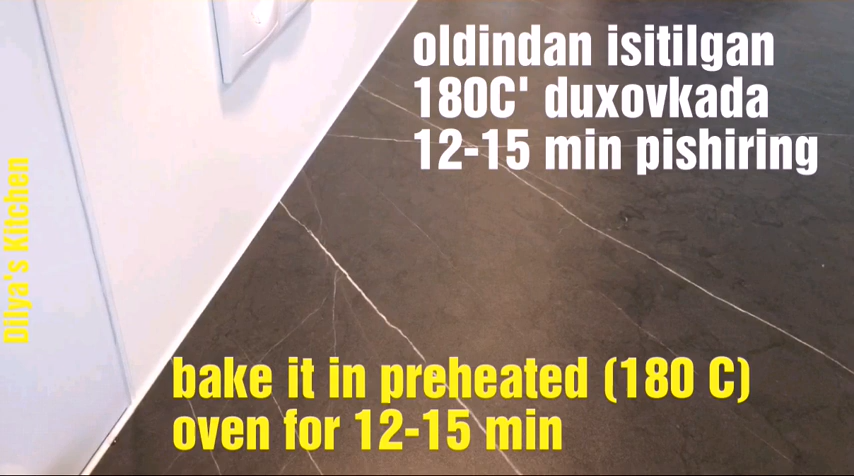 oldindan isitilgan
180C' duxovkada
12-15 min pishiring
Dilya's Kitchen
bake it in preheated (180 C)
oven for 12-15 min